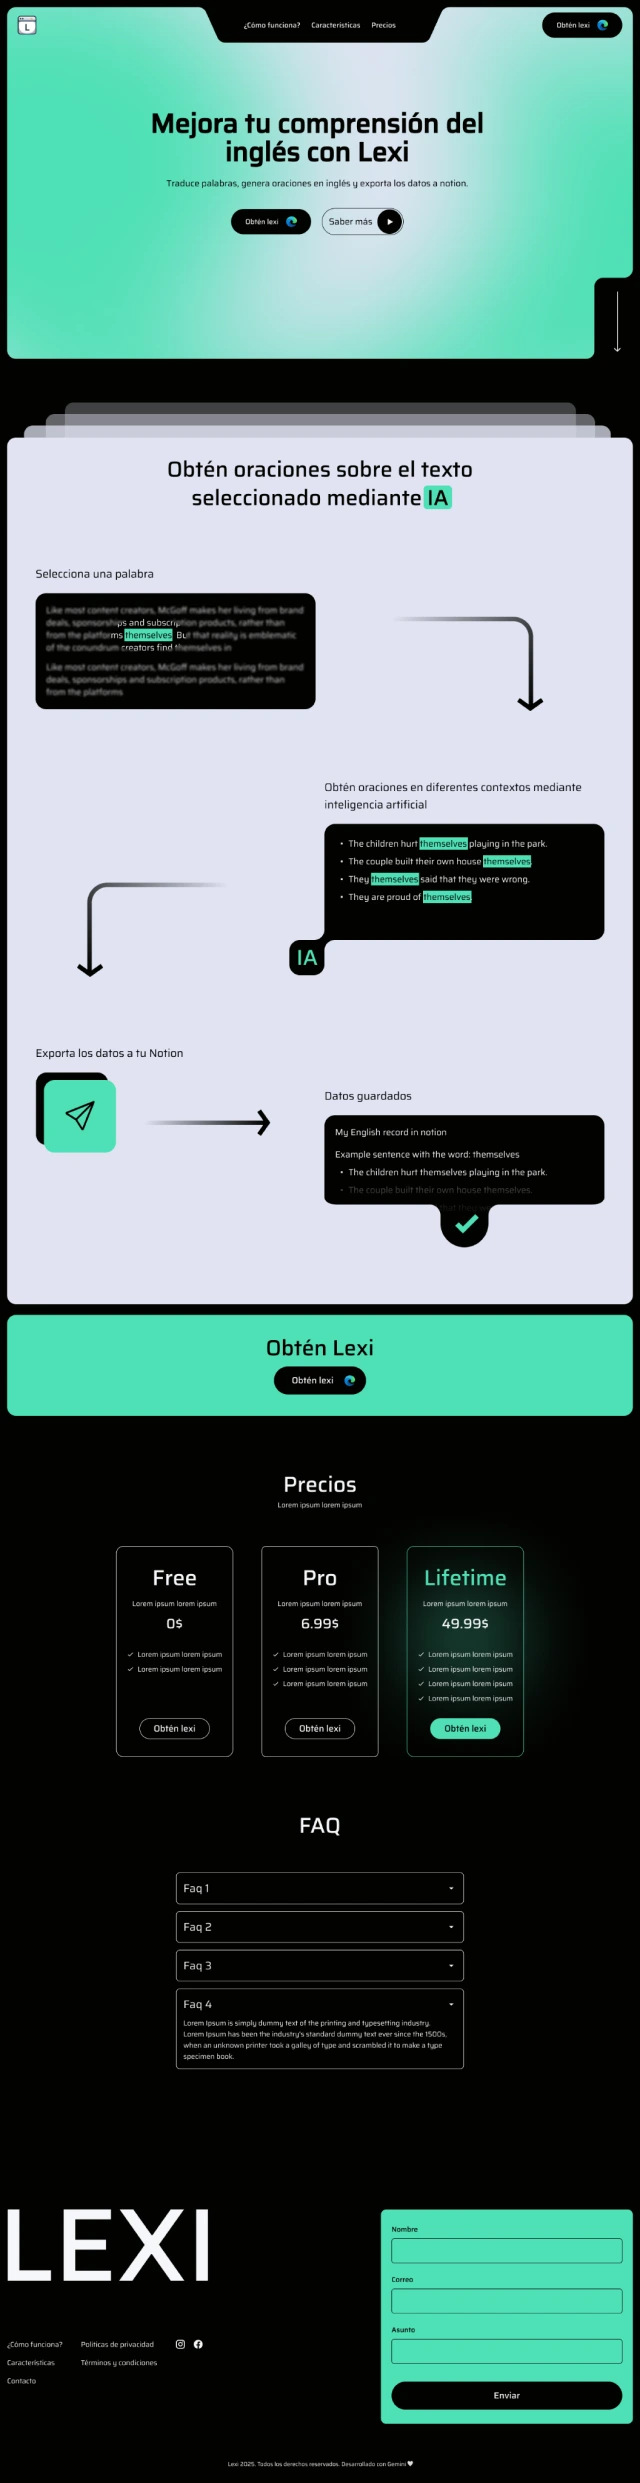 L
¿Cómo funciona? Características Precios
Obtén lexi
Mejora tu comprensión del
inglés con Lexi
Traduce palabras, genera oraciones en inglés y exporta los datos a notion.
Obtén lexi
Saber más
Obtén oraciones sobre el texto
seleccionado mediante IA
Selecciona una palabra
Like most content creators, McGoff makes her living from brand
deals, sponsorships and subscription products, rather than
from the platforms themselves. But that reality is emblematic
of the conundrum creators find themselves in
Like most content creators, McGoff makes her living from brand
deals, sponsorships and subscription products, rather than
from the platforms
Obtén oraciones en diferentes contextos mediante
inteligencia artificial
• The children hurt themselves playing in the park.
• The couple built their own house themselves
• They themselves said that they were wrong.
• They are proud of themselves
IA
Exporta los datos a tu Notion
Datos guardados
My English record in notion
Example sentence with the word: themselves
• The children hurt themselves playing in the park.
• The couple built their own house themselves.
Obtén Lexi
Obtén lexi
Precios
Lorem ipsum lorem ipsum
Free
Lorem ipsum lorem ipsum
0$
Lorem ipsum lorem ipsum
Lorem ipsum lorem ipsum
Obtén lexi
Pro
Lorem ipsum lorem ipsum
6.99$
Lorem ipsum lorem ipsum
Lorem ipsum lorem ipsum
Lorem ipsum lorem ipsum
Obtén lexi
Lifetime
Lorem ipsum lorem ipsum
49.99$
Lorem ipsum lorem ipsum
Lorem ipsum lorem ipsum
Lorem ipsum lorem ipsum
Lorem ipsum lorem ipsum
Obtén lexi
FAQ
Faq 1
Faq 2
Faq 3
Faq 4
Lorem Ipsum is simply dummy text of the printing and typesetting industry.
Lorem Ipsum has been the industry's standard dummy text ever since the 1500s,
when an unknown printer took a galley of type and scrambled it to make a type
specimen book.
LEXI
¿Cómo funciona?
Características
Contacto
Politicas de privacidad
Términos y condiciones
Nombre
Correo
Asunto
Enviar
Lexi 2025. Todos los derechos reservados. Desarrollado con Gemini